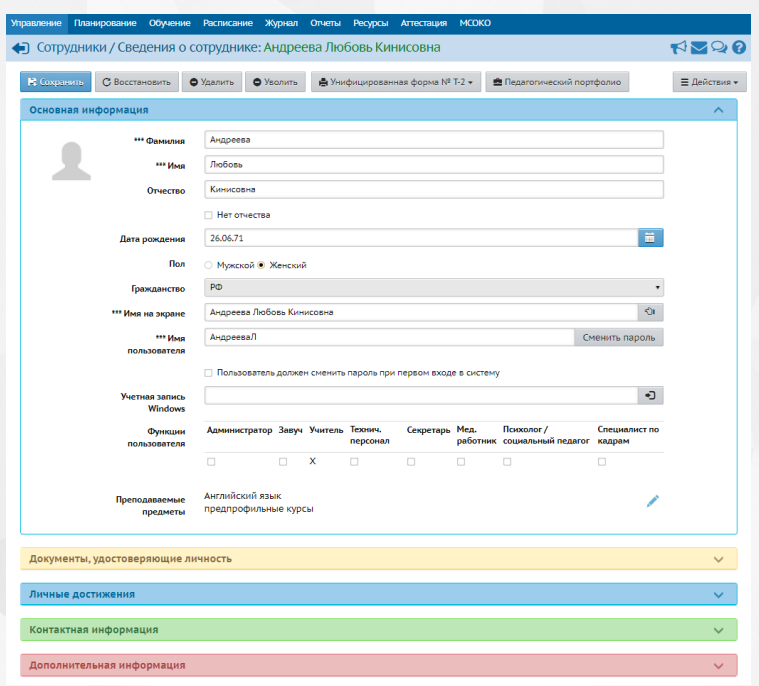 Управление Планирование Обучение Расписание Журнал Отчеты Ресурсы Аттестация МСОКО
Сотрудники / Сведения о сотруднике: Андреева Любовь Кинисовна
Сохранить Восстановить Удалить Уволить Унифицированная форма № Т-2 Педагогический портфолио Действия
Основная информация
*** Фамилия Андреева
*** Имя Любовь
Отчество Кинисовна
Нет отчества
Дата рождения 26.06.71
Пол Мужской Женский
Гражданство РФ
*** Имя на экране Андреева Любовь Кинисовна
*** Имя пользователя АндрееваЛ Сменить пароль
Пользователь должен сменить пароль при первом входе в систему
Учетная запись Windows
Функции пользователя Администратор Завуч Учитель Технич. персонал Секретарь Мед. работник Психолог / социальный педагог Специалист по кадрам
X
Преподаваемые предметы Английский язык
предпрофильные курсы
Документы, удостоверяющие личность
Личные достижения
Контактная информация
Дополнительная информация